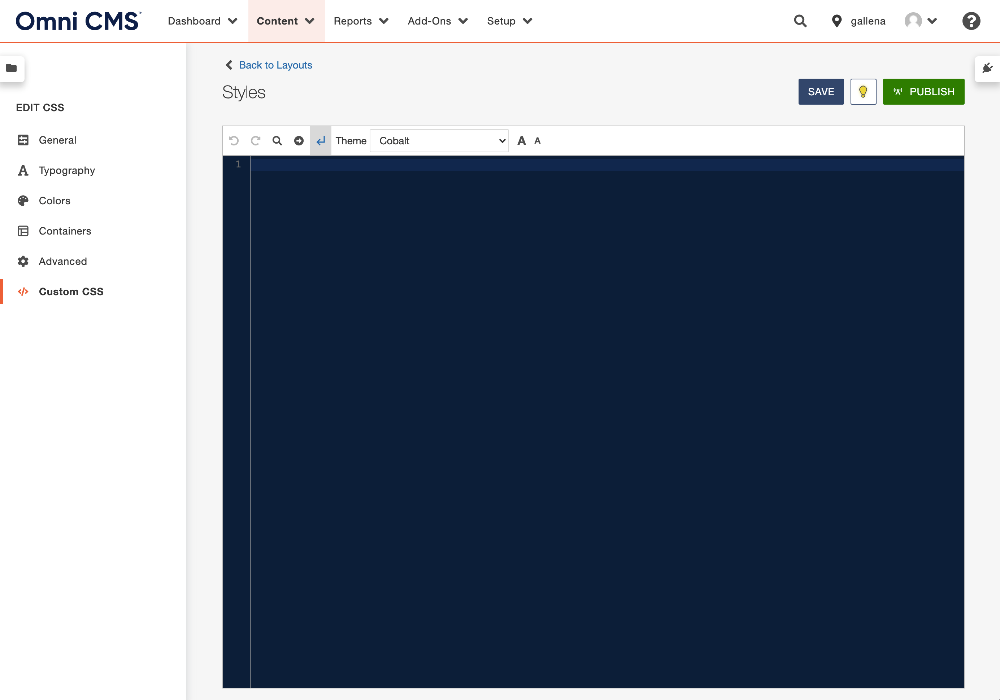 Omni CMS™ Dashboard Content Reports Add-Ons Setup gallena
Back to Layouts
Styles SAVE PUBLISH
EDIT CSS
General
Typography
Colors
Containers
Advanced
Custom CSS
Theme Cobalt A A
1